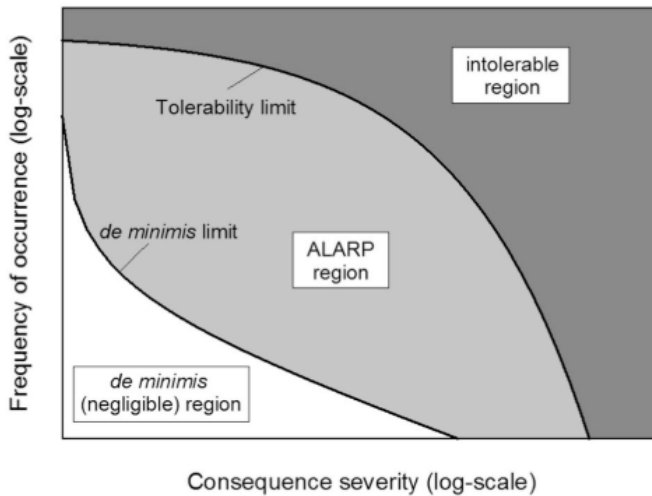 Frequency of occurrence (log-scale)
intolerable
region
Tolerability limit
de minimis limit
ALARP
region
de minimis
(negligible) region
Consequence severity (log-scale)